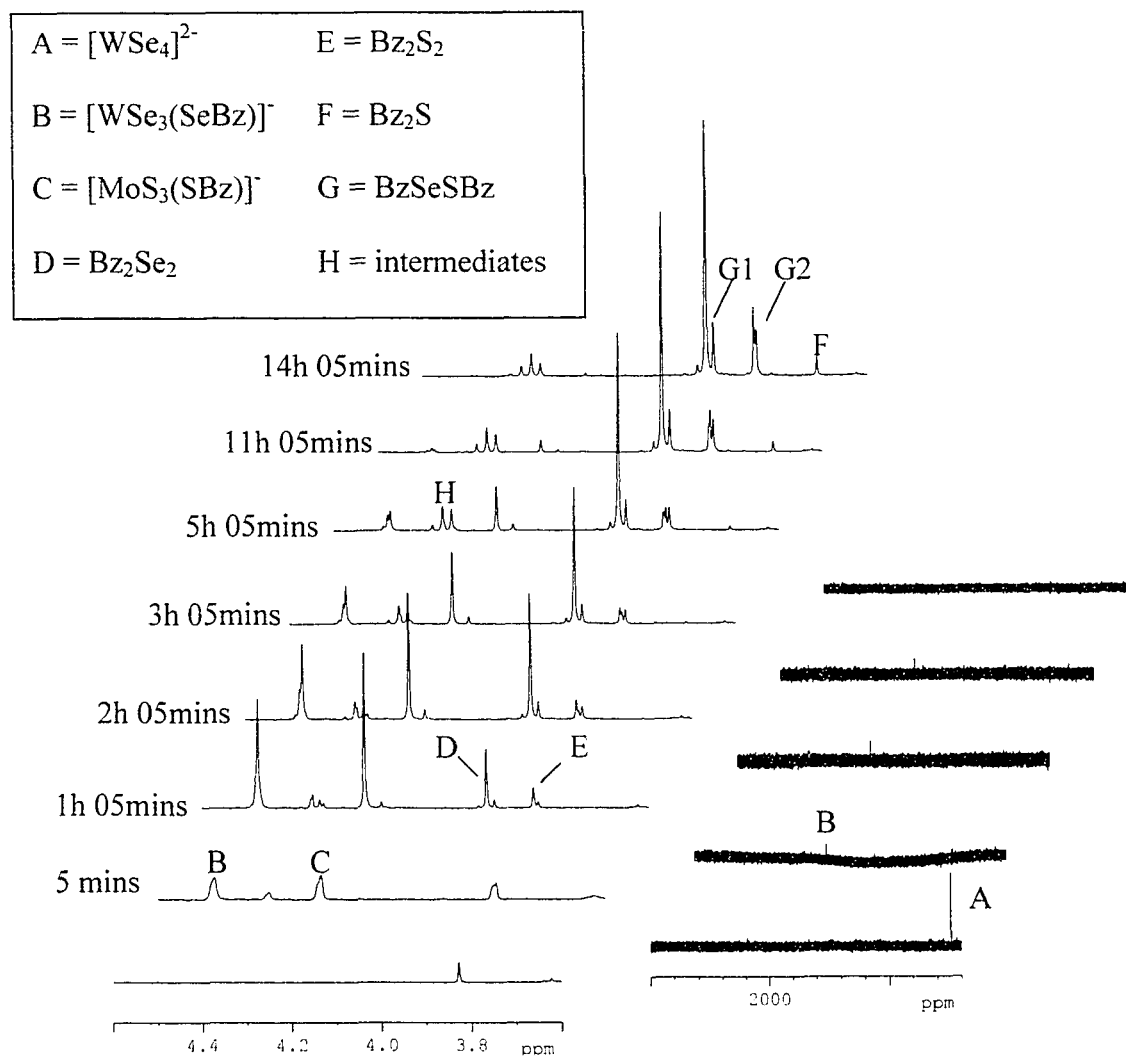 A = [WSe₄]²⁻ E = Bz₂S₂
B = [WSe₃(SeBz)]⁻ F = Bz₂S
C = [MoS₃(SBz)]⁻ G = BzSeSBz
D = Bz₂Se₂ H = intermediates
G1 G2
14h 05mins F
11h 05mins
H
5h 05mins
3h 05mins
2h 05mins
D E
1h 05mins
B
B C
5 mins
A
2000 ppm
4.4 4.2 4.0 3.8 ppm